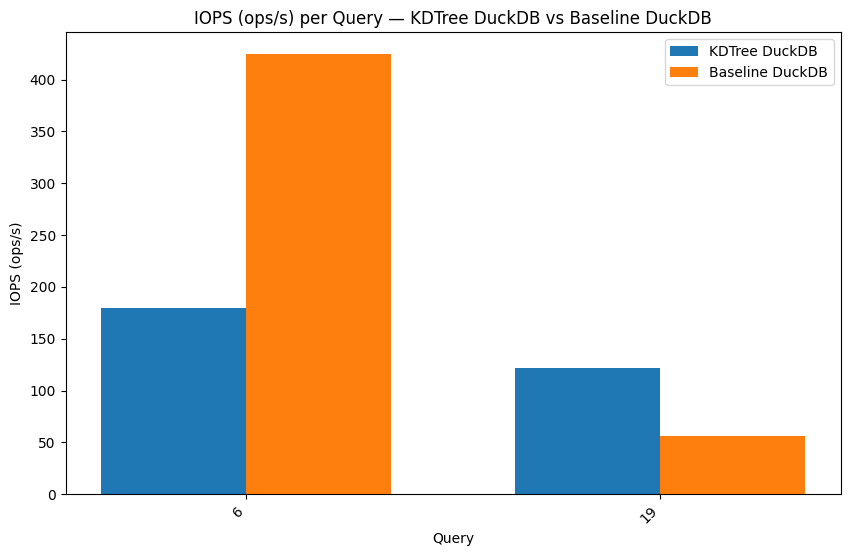 IOPS (ops/s) per Query — KDTree DuckDB vs Baseline DuckDB
KDTree DuckDB
Baseline DuckDB
IOPS (ops/s)
400
350
300
250
200
150
100
50
0
6
19
Query